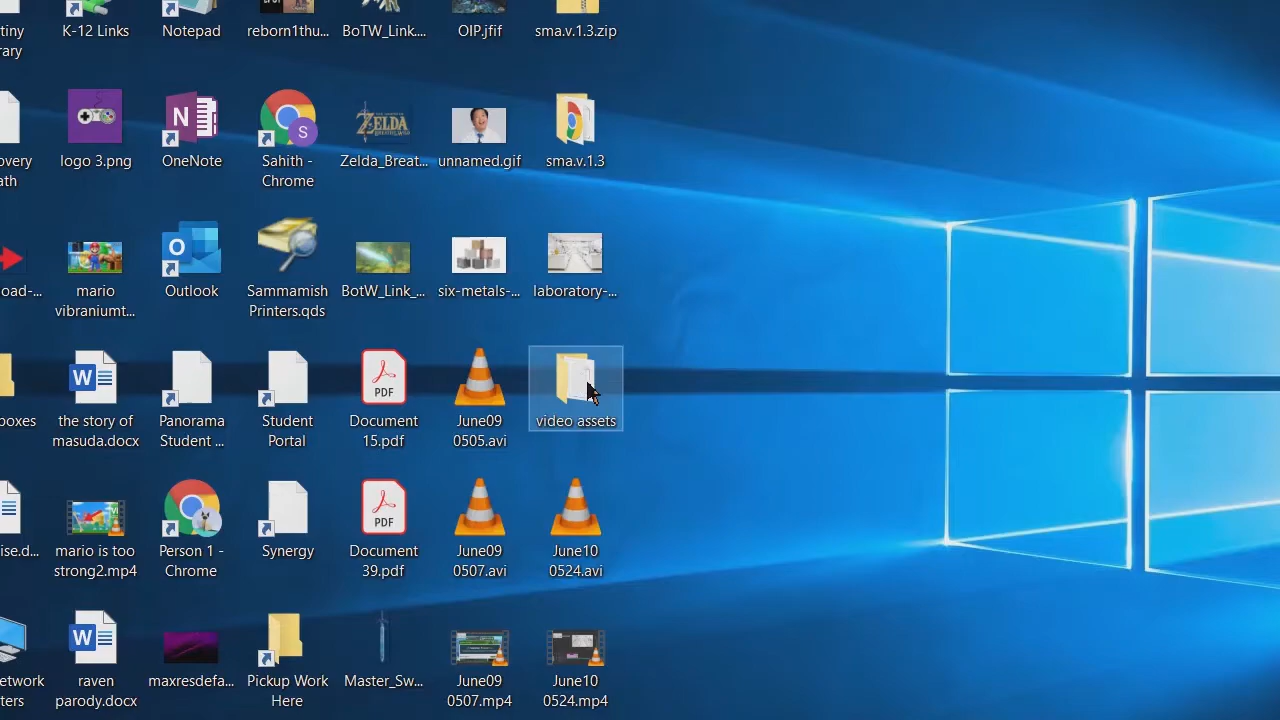 tiny
rary
K-12 Links
Notepad
reborn1thu...
BoTW_Link....
OIP.jfif
sma.v.1.3.zip
overy
ath
logo 3.png
OneNote
Sahith -
Chrome
Zelda_Breat...
unnamed.gif
sma.v.1.3
oad-...
mario
vibraniumt...
Outlook
Sammamish
Printers.qds
BotW_Link_...
six-metals-...
laboratory-...
boxes
the story of
masuda.docx
Panorama
Student ...
Student
Portal
PDF
Document
15.pdf
June09
0505.avi
video assets
ise.d...
mario is too
strong2.mp4
Person 1 -
Chrome
Synergy
PDF
Document
39.pdf
June09
0507.avi
June10
0524.avi
etwork
ters
raven
parody.docx
maxresdefa...
Pickup Work
Here
Master_Sw...
June09
0507.mp4
June10
0524.mp4